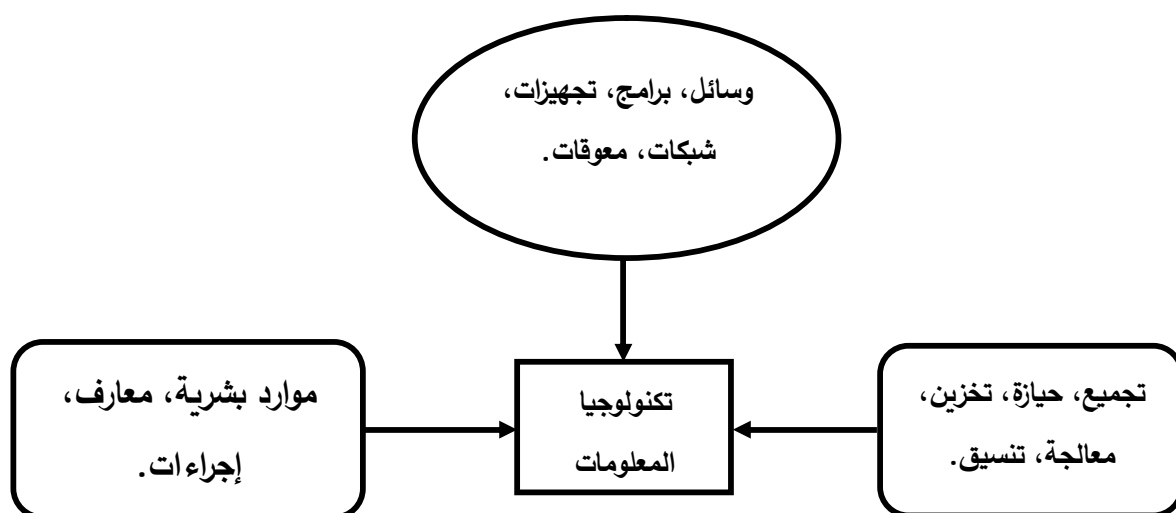 وسائل، برامج، تجهيزات،
شبكات، معوقات.
تجميع، حيازة، تخزين،
معالجة، تنسيق.
تكنولوجيا
المعلومات
موارد بشرية، معارف،
إجراءات.